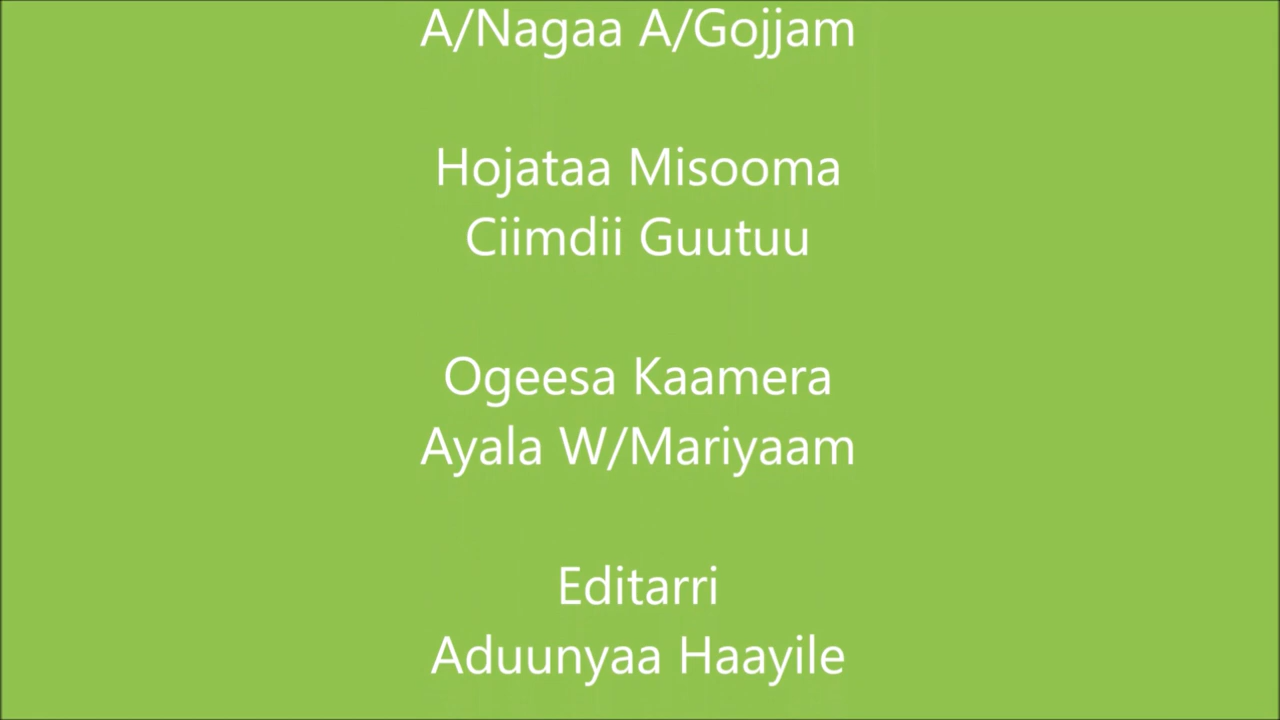 A/Nagaa A/Gojjam
Hojataa Misooma
Ciimdii Guutuu
Ogeesa Kaamera
Ayala W/Mariyaam
Editarri
Aduunyaa Haayile